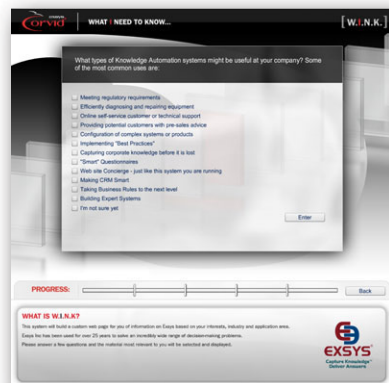 Corvid
WHAT I NEED TO KNOW...
[W.I.N.K.]
What types of Knowledge Automation systems might be useful at your company? Some
of the most common uses are:
Meeting regulatory requirements
Efficiently diagnosing and repairing equipment
Online self-service customer or technical support
Providing potential customers with pre-sales advice
Configuration of complex systems or products
Implementing "Best Practices"
Capturing corporate knowledge before it is lost
"Smart" Questionnaires
Web site Concierge - just like this system you are running
Making CRM Smart
Taking Business Rules to the next level
Building Expert Systems
I'm not sure yet
Enter
PROGRESS:
Back
WHAT IS W.I.N.K?
This system will build a custom web page for you of information on Exsys based on your interests, industry and application area.
Exsys Inc has been used for over 25 years to solve an incredibly wide range of decision-making problems.
Please answer a few questions and the material most relevant to you will be selected and displayed.
EXSYS
Capture Knowledge
Deliver Answers